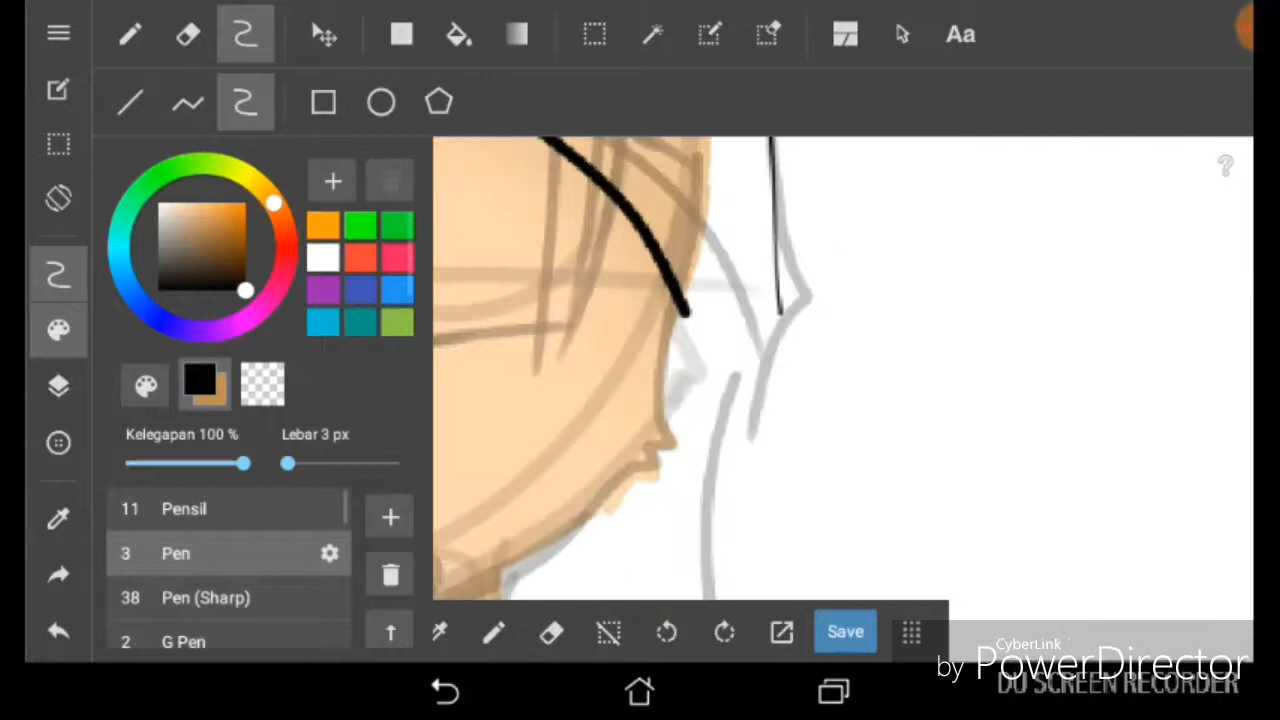 Aa
Kelegapan 100 %
Lebar 3 px
11 Pensil
3 Pen
38 Pen (Sharp)
2 G Pen
Save
CyberLink
by PowerDirector
DU SCREEN RECORDER